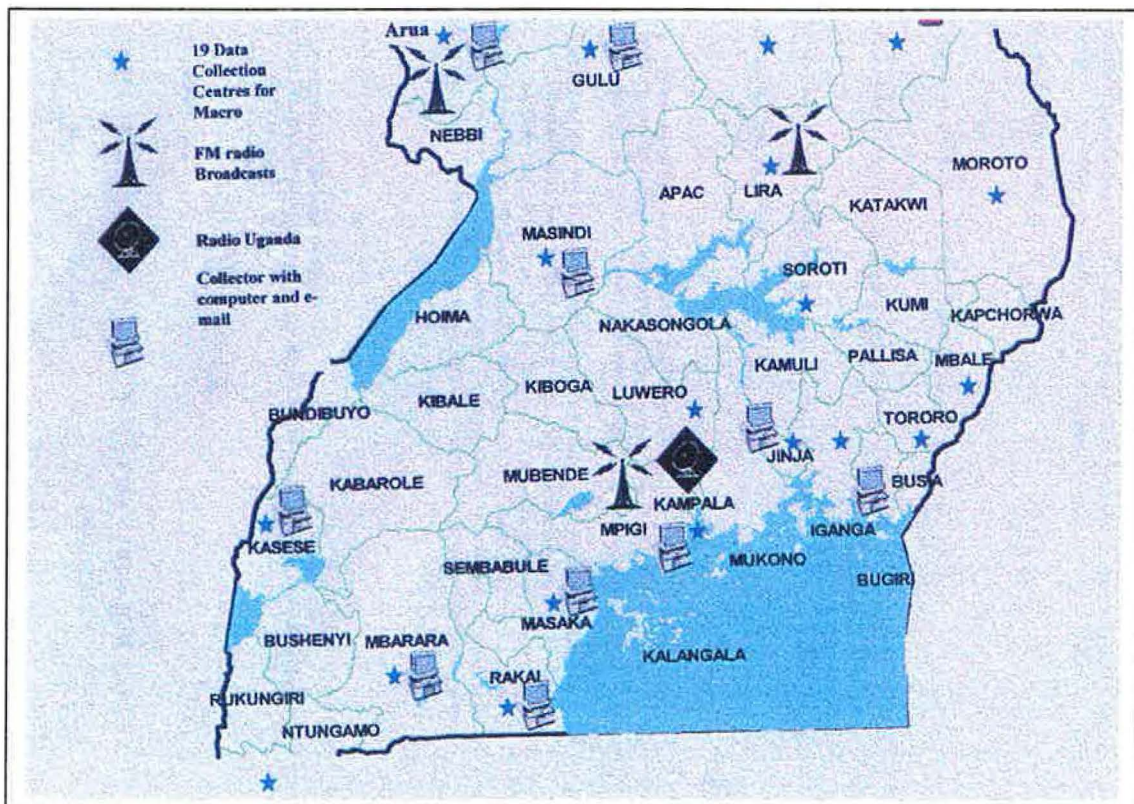 19 Data
Collection
Centres for
Macro
FM radio
Broadcasts
Radio Uganda
Collector with
computer and e-
mail
Arua
GULU
NEBBI
MOROTO
APAC
LIRA
KATAKWI
MASINDI
SOROTI
KUMI
KAPCHORWA
HOIMA
NAKASONGOLA
PALLISA
MBALE
KAMULI
KIBOGA
LUWERO
KIBALE
BUNDIBUYO
TORORO
JINJA
MUBENDE
KABAROLE
BUSIA
KAMPALA
MPIGI
IGANGA
KASESE
MUKONO
SEMBABULE
BUGIRI
MASAKA
BUSHENYI
MBARARA
KALANGALA
RAKAI
RUKUNGIRI
NTUNGAMO